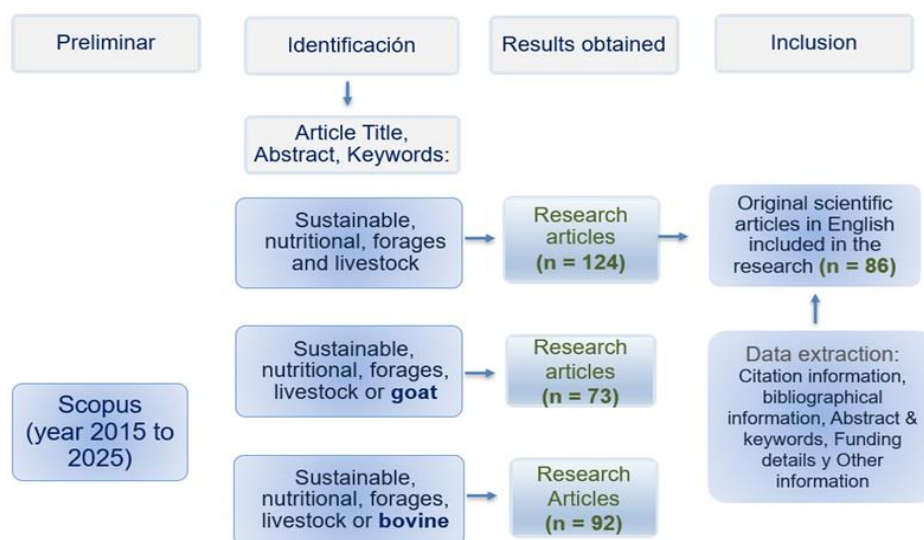 Preliminar
Identificación
Results obtained
Inclusion
Article Title,
Abstract, Keywords:
Sustainable,
nutritional, forages
and livestock
Research
articles
(n = 124)
Original scientific
articles in English
included in the
research (n = 86)
Scopus
(year 2015 to
2025)
Sustainable,
nutritional, forages,
livestock or goat
Research
articles
(n = 73)
Data extraction:
Citation information,
bibliographical
information, Abstract &
keywords, Funding
details y Other
information
Sustainable,
nutritional, forages,
livestock or bovine
Research
Articles
(n = 92)